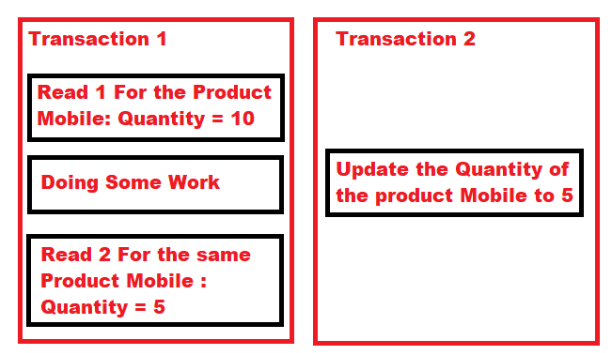 Transaction 1
Read 1 For the Product
Mobile: Quantity = 10
Doing Some Work
Read 2 For the same
Product Mobile :
Quantity = 5
Transaction 2
Update the Quantity of
the product Mobile to 5